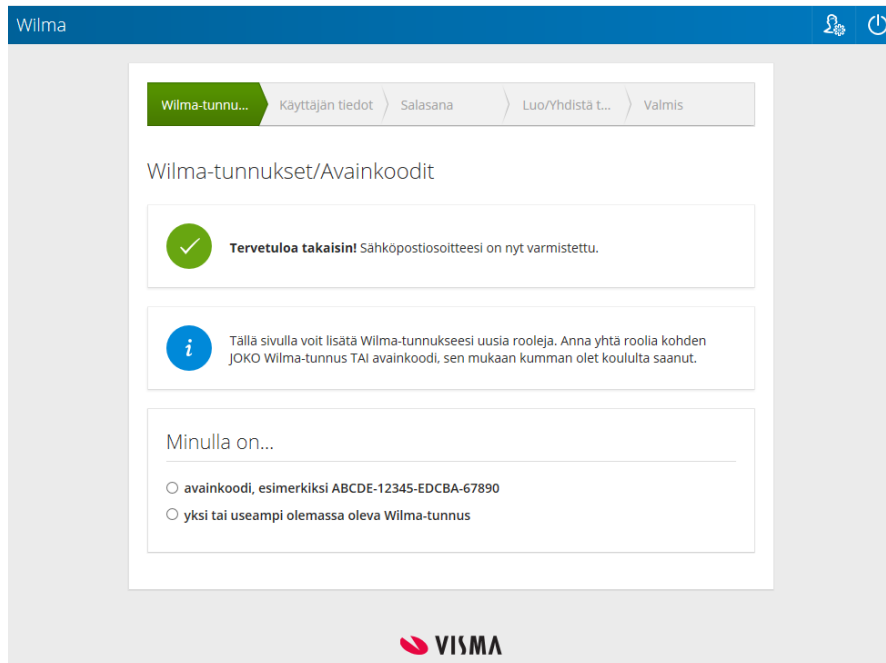 Wilma
Wilma-tunnu...
Käyttäjän tiedot
Salasana
Luo/Yhdistä t...
Valmis
Wilma-tunnukset/Avainkoodit
Tervetuloa takaisin! Sähköpostiosoitteesi on nyt varmistettu.
Tällä sivulla voit lisätä Wilma-tunnukseesi uusia rooleja. Anna yhtä roolia kohden
JOKO Wilma-tunnus TAI avainkoodi, sen mukaan kumman olet koululta saanut.
Minulla on...
avainkoodi, esimerkiksi ABCDE-12345-EDCBA-67890
yksi tai useampi olemassa oleva Wilma-tunnus
VISMA